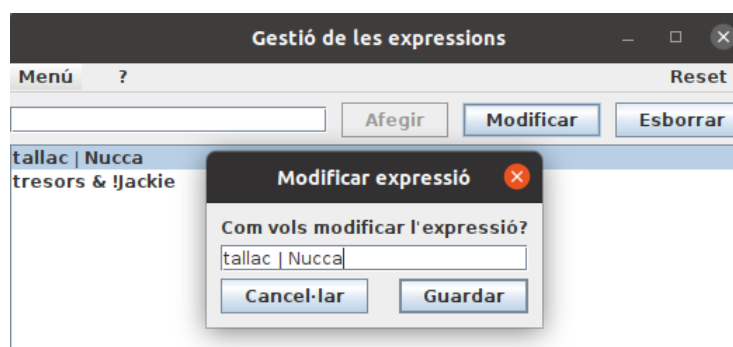 Gestió de les expressions
Menú ? Reset
Afegir Modificar Esborrar
tallac | Nucca
tresors & !Jackie
Modificar expressió
Com vols modificar l'expressió?
tallac | Nucca
Cancel·lar Guardar